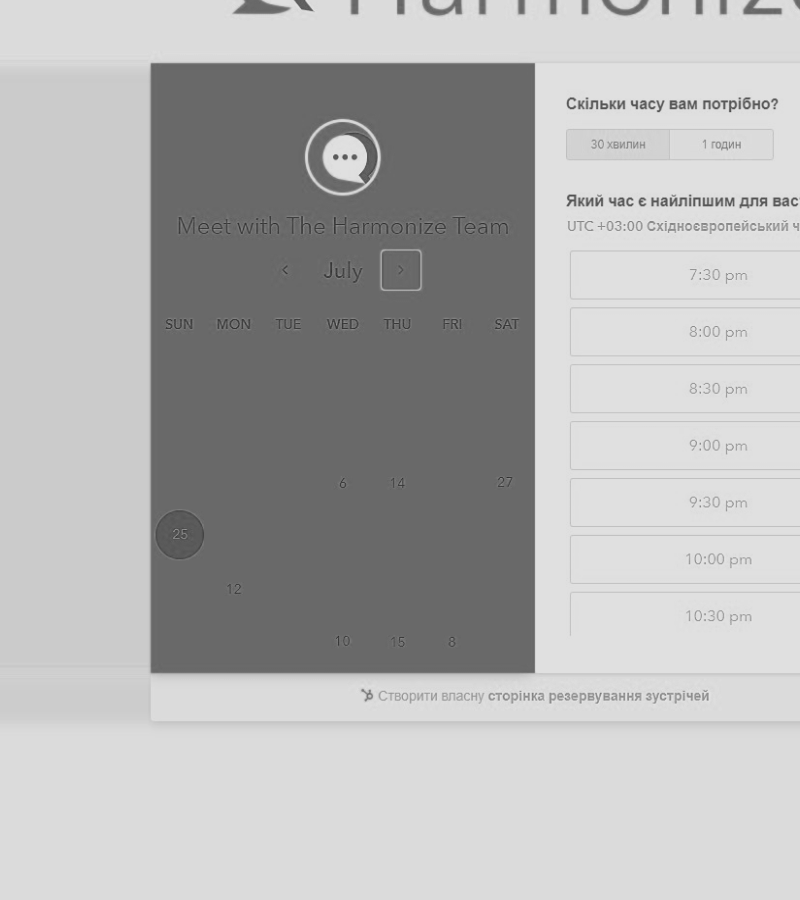 Harmonize
Meet with The Harmonize Team
July
SUN MON TUE WED THU FRI SAT
6 14 27
25
12
10 15 8
Скільки часу вам потрібно?
30 хвилин 1 годин
Який час є найліпшим для вас
UTC +03:00 Східноєвропейський ч
7:30 pm
8:00 pm
8:30 pm
9:00 pm
9:30 pm
10:00 pm
10:30 pm
Створити власну сторінка резервування зустрічей